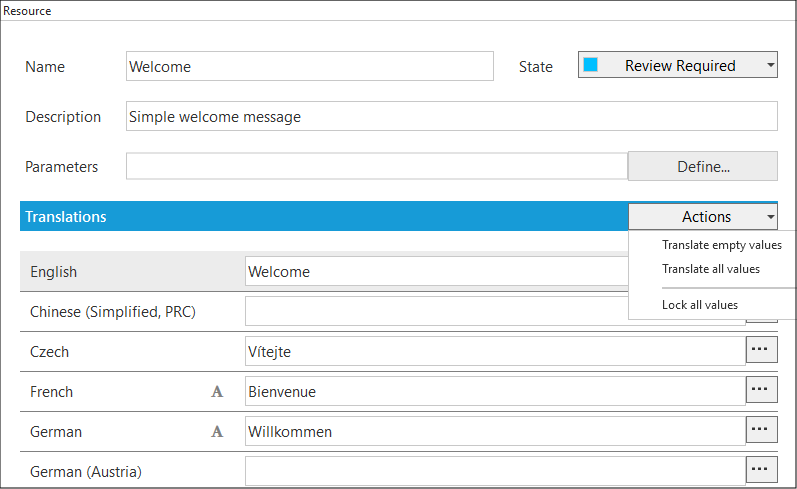 Resource
Name Welcome State Review Required
Description Simple welcome message
Parameters Define...
Translations Actions
Translate empty values
English Welcome
Translate all values
Lock all values
Chinese (Simplified, PRC)
Czech Vítejte ...
French A Bienvenue ...
German A Willkommen ...
German (Austria) ...